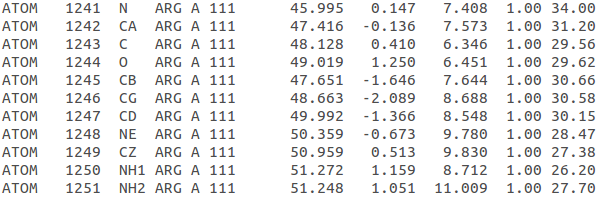 ATOM   1241  N   ARG A 111      45.995   0.147   7.408  1.00 34.00
ATOM   1242  CA  ARG A 111      47.416  -0.136   7.573  1.00 31.20
ATOM   1243  C   ARG A 111      48.128   0.410   6.346  1.00 29.56
ATOM   1244  O   ARG A 111      49.019   1.250   6.451  1.00 29.62
ATOM   1245  CB  ARG A 111      47.651  -1.646   7.644  1.00 30.66
ATOM   1246  CG  ARG A 111      48.663  -2.089   8.688  1.00 30.58
ATOM   1247  CD  ARG A 111      49.992  -1.366   8.548  1.00 30.15
ATOM   1248  NE  ARG A 111      50.359  -0.673   9.780  1.00 28.47
ATOM   1249  CZ  ARG A 111      50.959   0.513   9.830  1.00 27.38
ATOM   1250  NH1 ARG A 111      51.272   1.159   8.712  1.00 26.20
ATOM   1251  NH2 ARG A 111      51.248   1.051  11.009  1.00 27.70